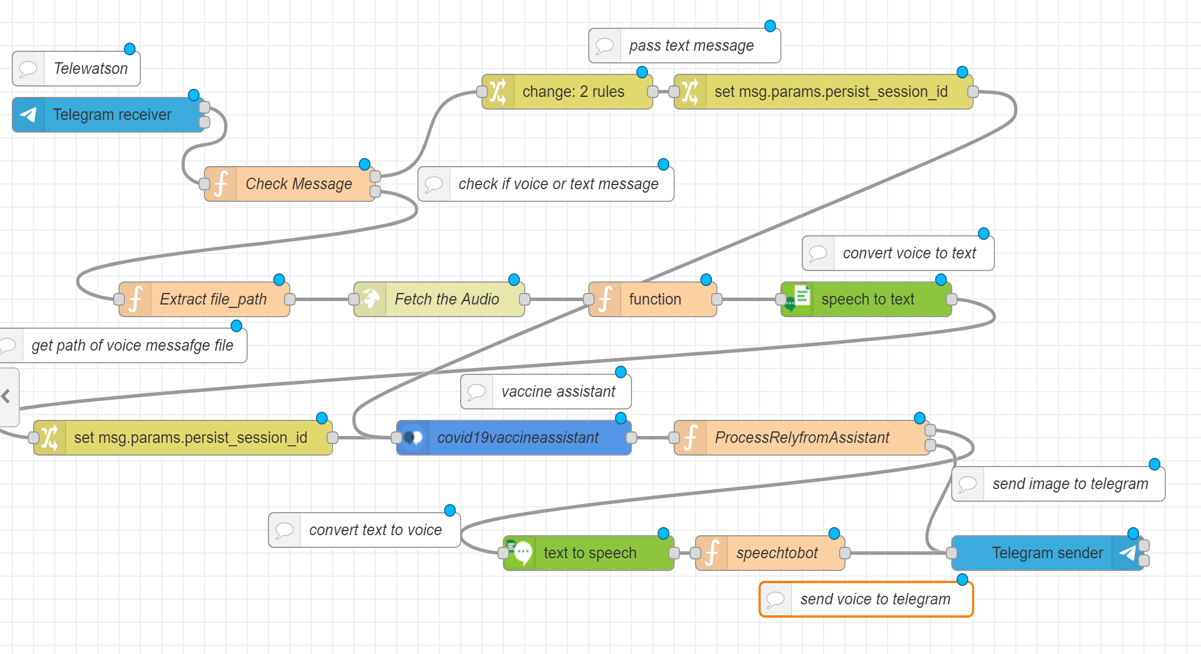 pass text message
Telewatson
change: 2 rules
set msg.params.persist_session_id
Telegram receiver
Check Message
check if voice or text message
convert voice to text
Extract file_path
Fetch the Audio
function
speech to text
get path of voice messafge file
vaccine assistant
set msg.params.persist_session_id
covid19vaccineassistant
ProcessRelyfromAssistant
send image to telegram
convert text to voice
text to speech
speechtobot
Telegram sender
send voice to telegram